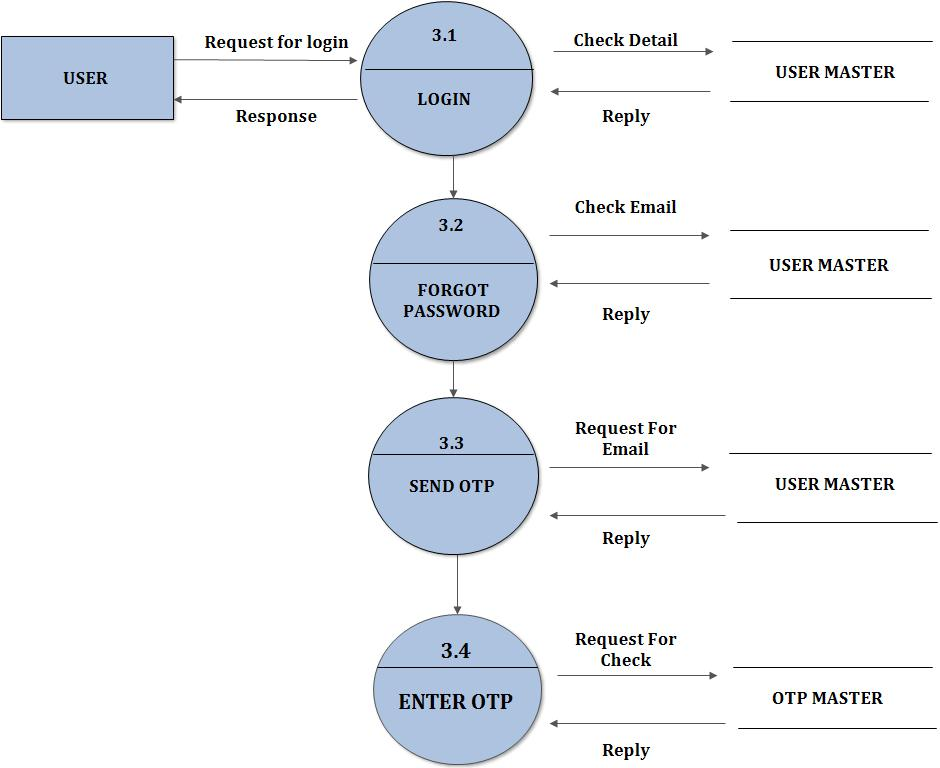 3.1
Request for login
Check Detail
USER
USER MASTER
LOGIN
Response
Reply
3.2
Check Email
USER MASTER
FORGOT
PASSWORD
Reply
3.3
Request For
Email
SEND OTP
USER MASTER
Reply
3.4
Request For
Check
ENTER OTP
OTP MASTER
Reply